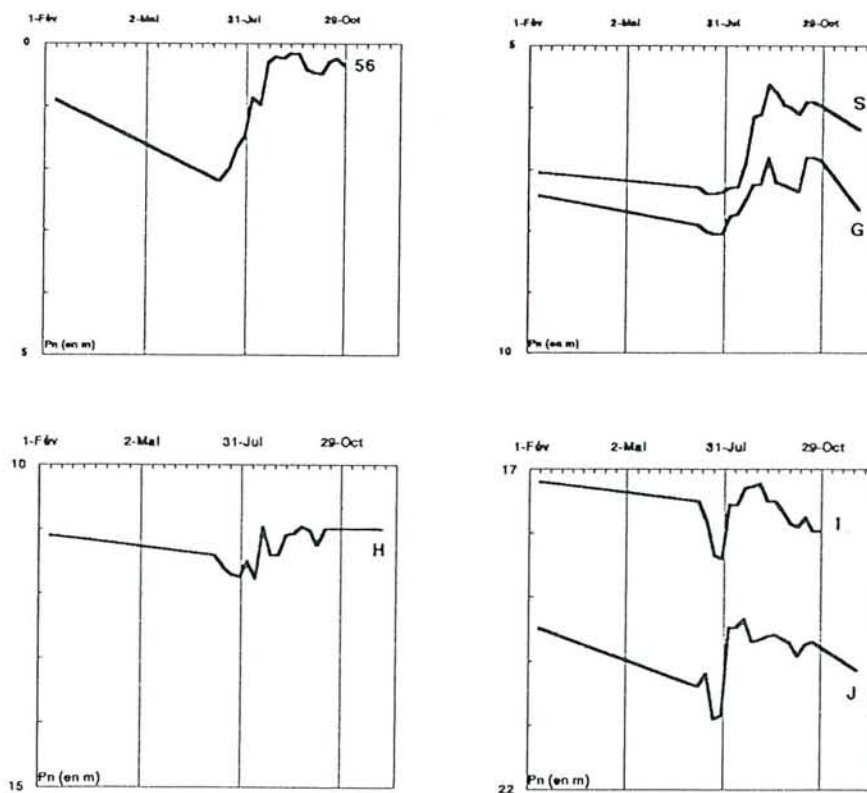 1-Fév 2-Mai 31-Jul 29-Oct
0
56
5
Pn (en m)
1-Fév 2-Mai 31-Jul 29-Oct
5
S
G
10
Pn (en m)
1-Fév 2-Mai 31-Jul 29-Oct
10
H
15
Pn (en m)
1-Fév 2-Mai 31-Jul 29-Oct
17
I
J
22
Pn (en m)